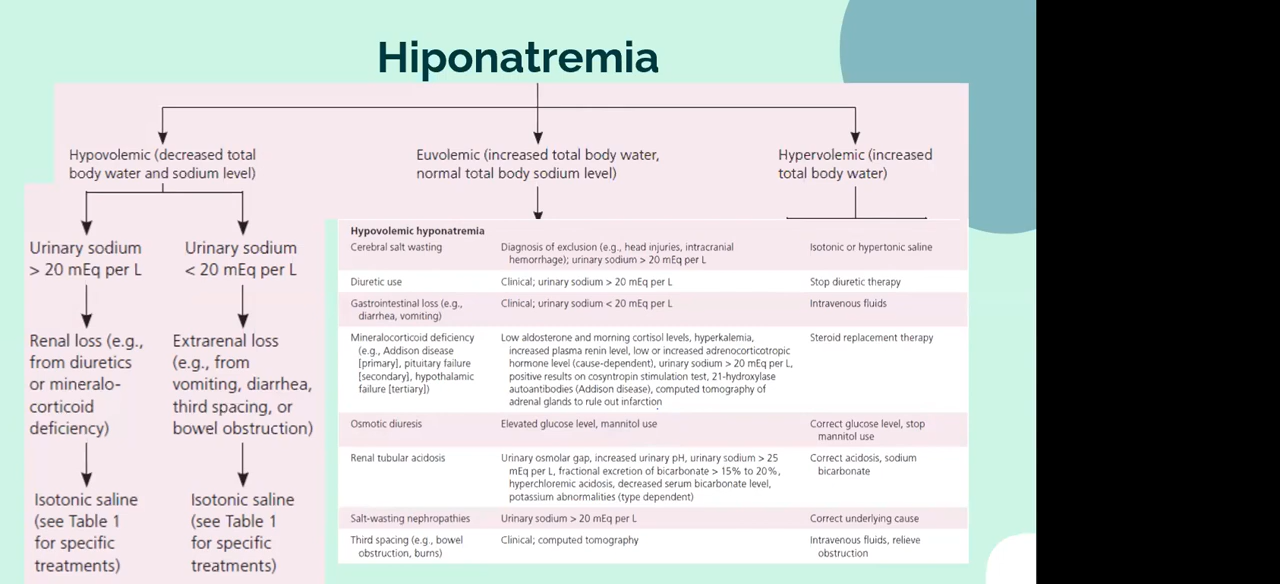 Hiponatremia
Hypovolemic (decreased total
body water and sodium level)
Euvolemic (increased total body water,
normal total body sodium level)
Hypervolemic (increased
total body water)
Urinary sodium
> 20 mEq per L
Renal loss (e.g.,
from diuretics
or mineralo-
corticoid
deficiency)
Isotonic saline
(see Table 1
for specific
treatments)
Urinary sodium
< 20 mEq per L
Extrarenal loss
(e.g., from
vomiting, diarrhea,
third spacing, or
bowel obstruction)
Isotonic saline
(see Table 1
for specific
treatments)
Hypovolemic hyponatremia
Cerebral salt wasting
Diagnosis of exclusion (e.g., head injuries, intracranial
hemorrhage); urinary sodium > 20 mEq per L
Isotonic or hypertonic saline
Diuretic use
Clinical; urinary sodium > 20 mEq per L
Stop diuretic therapy
Gastrointestinal loss (e.g.,
diarrhea, vomiting)
Clinical; urinary sodium < 20 mEq per L
Intravenous fluids
Mineralocorticoid deficiency
(e.g., Addison disease
[primary], pituitary failure
[secondary], hypothalamic
failure [tertiary])
Low aldosterone and morning cortisol levels, hyperkalemia,
increased plasma renin level, low or increased adrenocorticotropic
hormone level (cause-dependent), urinary sodium > 20 mEq per L,
positive results on cosyntropin stimulation test, 21-hydroxylase
autoantibodies (Addison disease), computed tomography of
adrenal glands to rule out infarction
Steroid replacement therapy
Osmotic diuresis
Elevated glucose level, mannitol use
Correct glucose level, stop
mannitol use
Renal tubular acidosis
Urinary osmolar gap, increased urinary pH, urinary sodium > 25
mEq per L, fractional excretion of bicarbonate > 15% to 20%,
hyperchloremic acidosis, decreased serum bicarbonate level,
potassium abnormalities (type dependent)
Correct acidosis, sodium
bicarbonate
Salt-wasting nephropathies
Urinary sodium > 20 mEq per L
Correct underlying cause
Third spacing (e.g., bowel
obstruction, burns)
Clinical; computed tomography
Intravenous fluids, relieve
obstruction